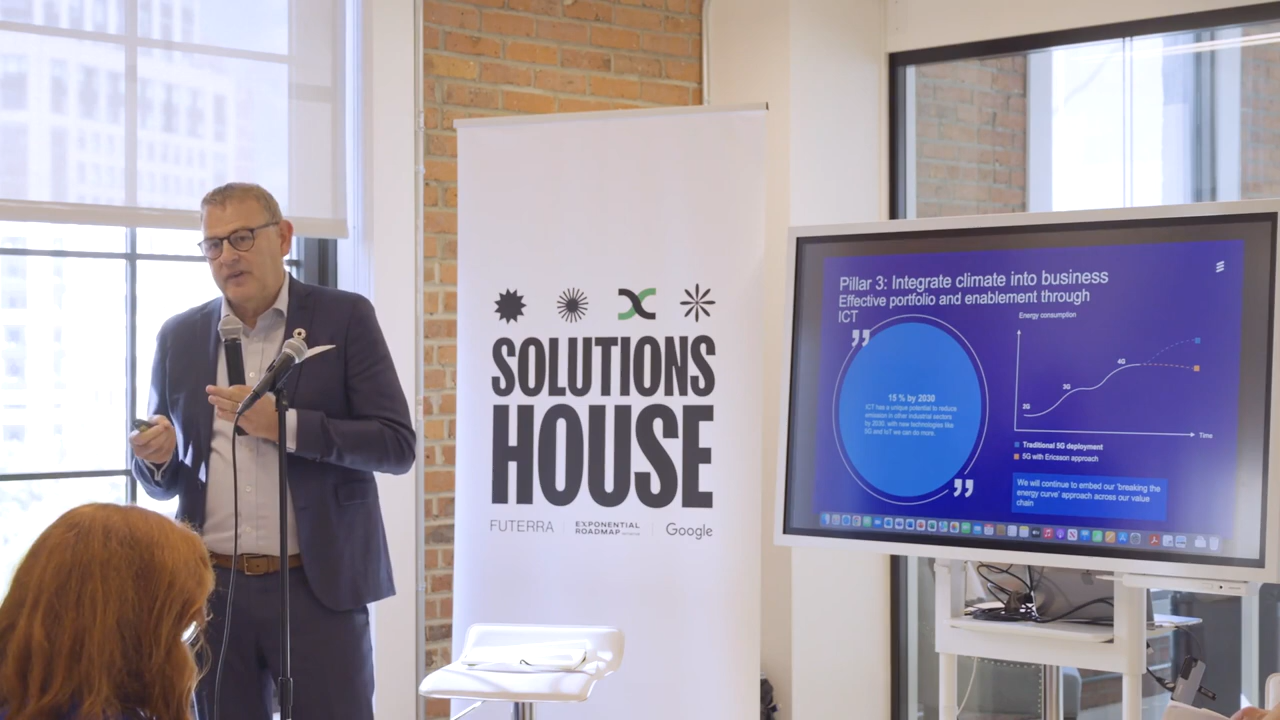 SOLUTIONS
HOUSE
FUTERRA
EXPONENTIAL
ROADMAP
Google
Pillar 3: Integrate climate into business
Effective portfolio and enablement through
ICT
”
15 % by 2030
ICT has a unique potential to reduce
emission in other industrial sectors
by 2030, with new technologies like
5G and IoT we can do more.
”
Energy consumption
4G
3G
2G
Time
Traditional 5G deployment
5G with Ericsson approach
We will continue to embed our 'breaking the
energy curve' approach across our value
chain